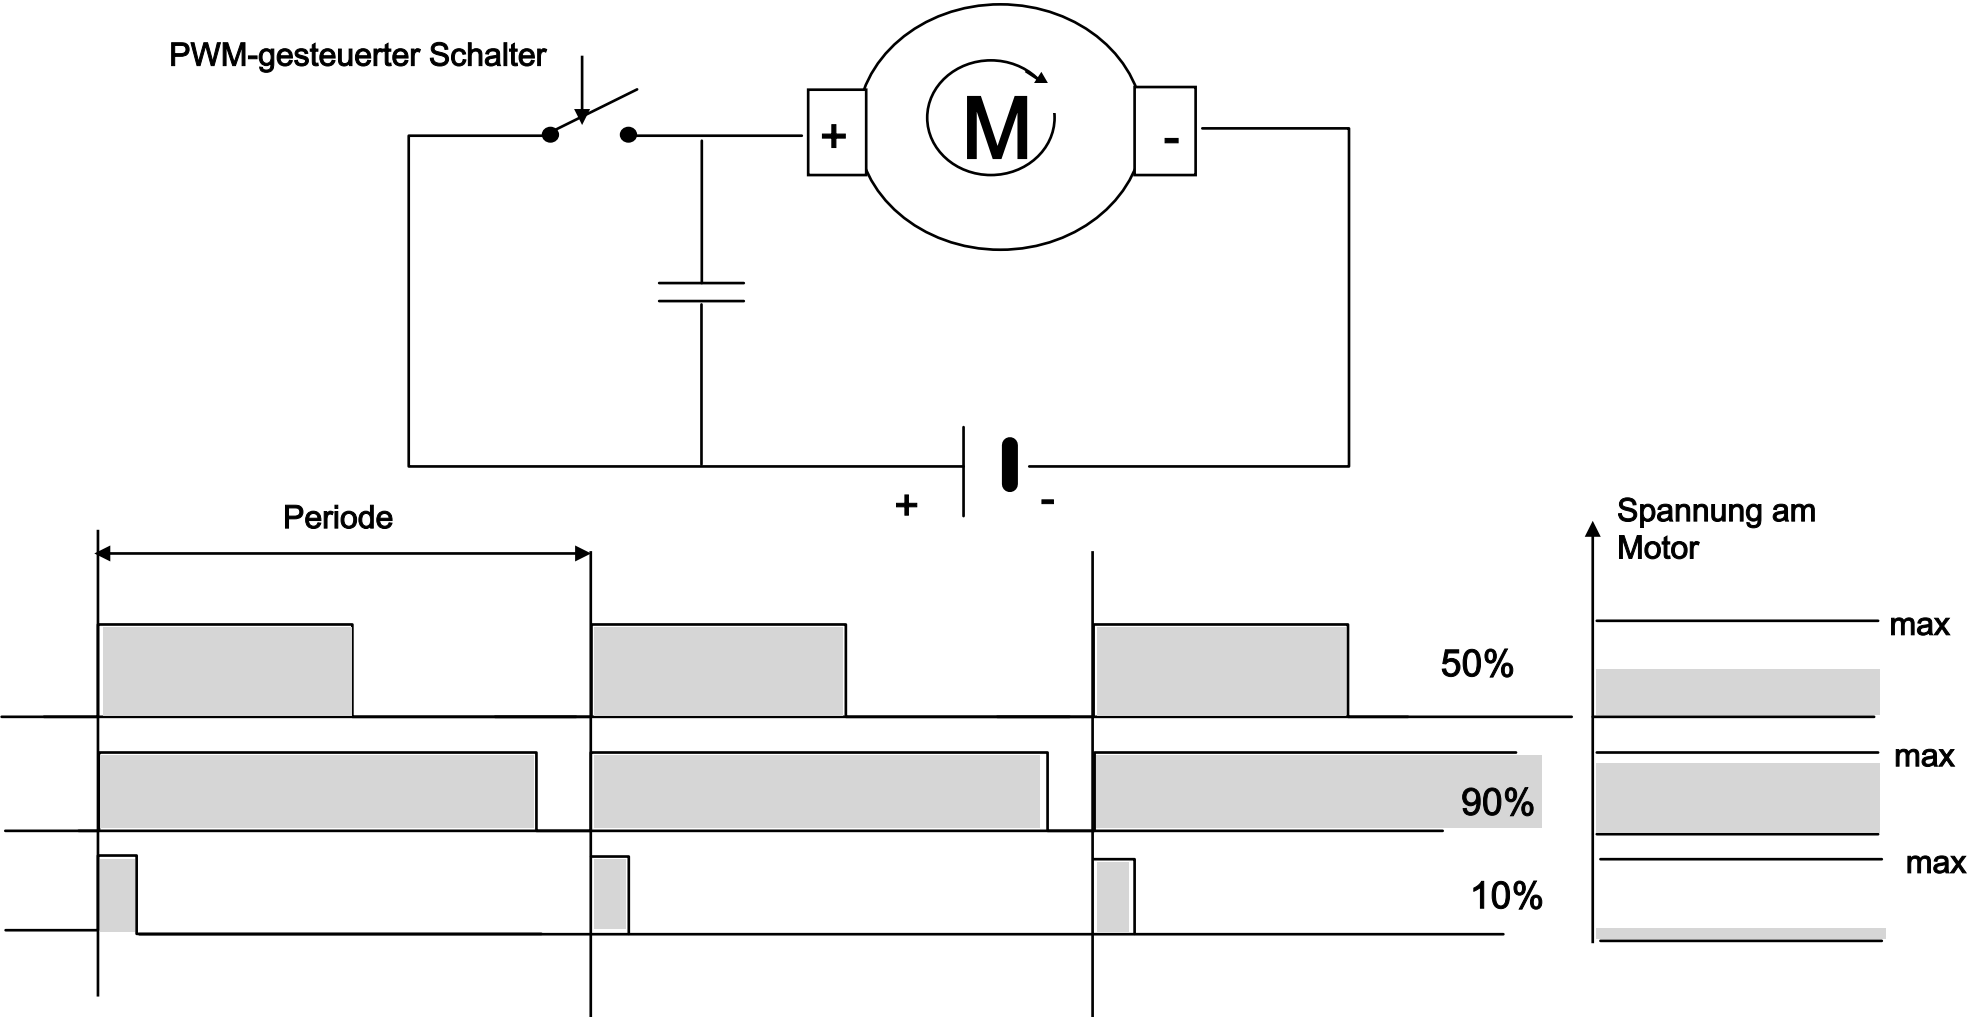 PWM-gesteuerter Schalter
+
M
-
+
-
Periode
Spannung am
Motor
max
50%
max
90%
max
10%